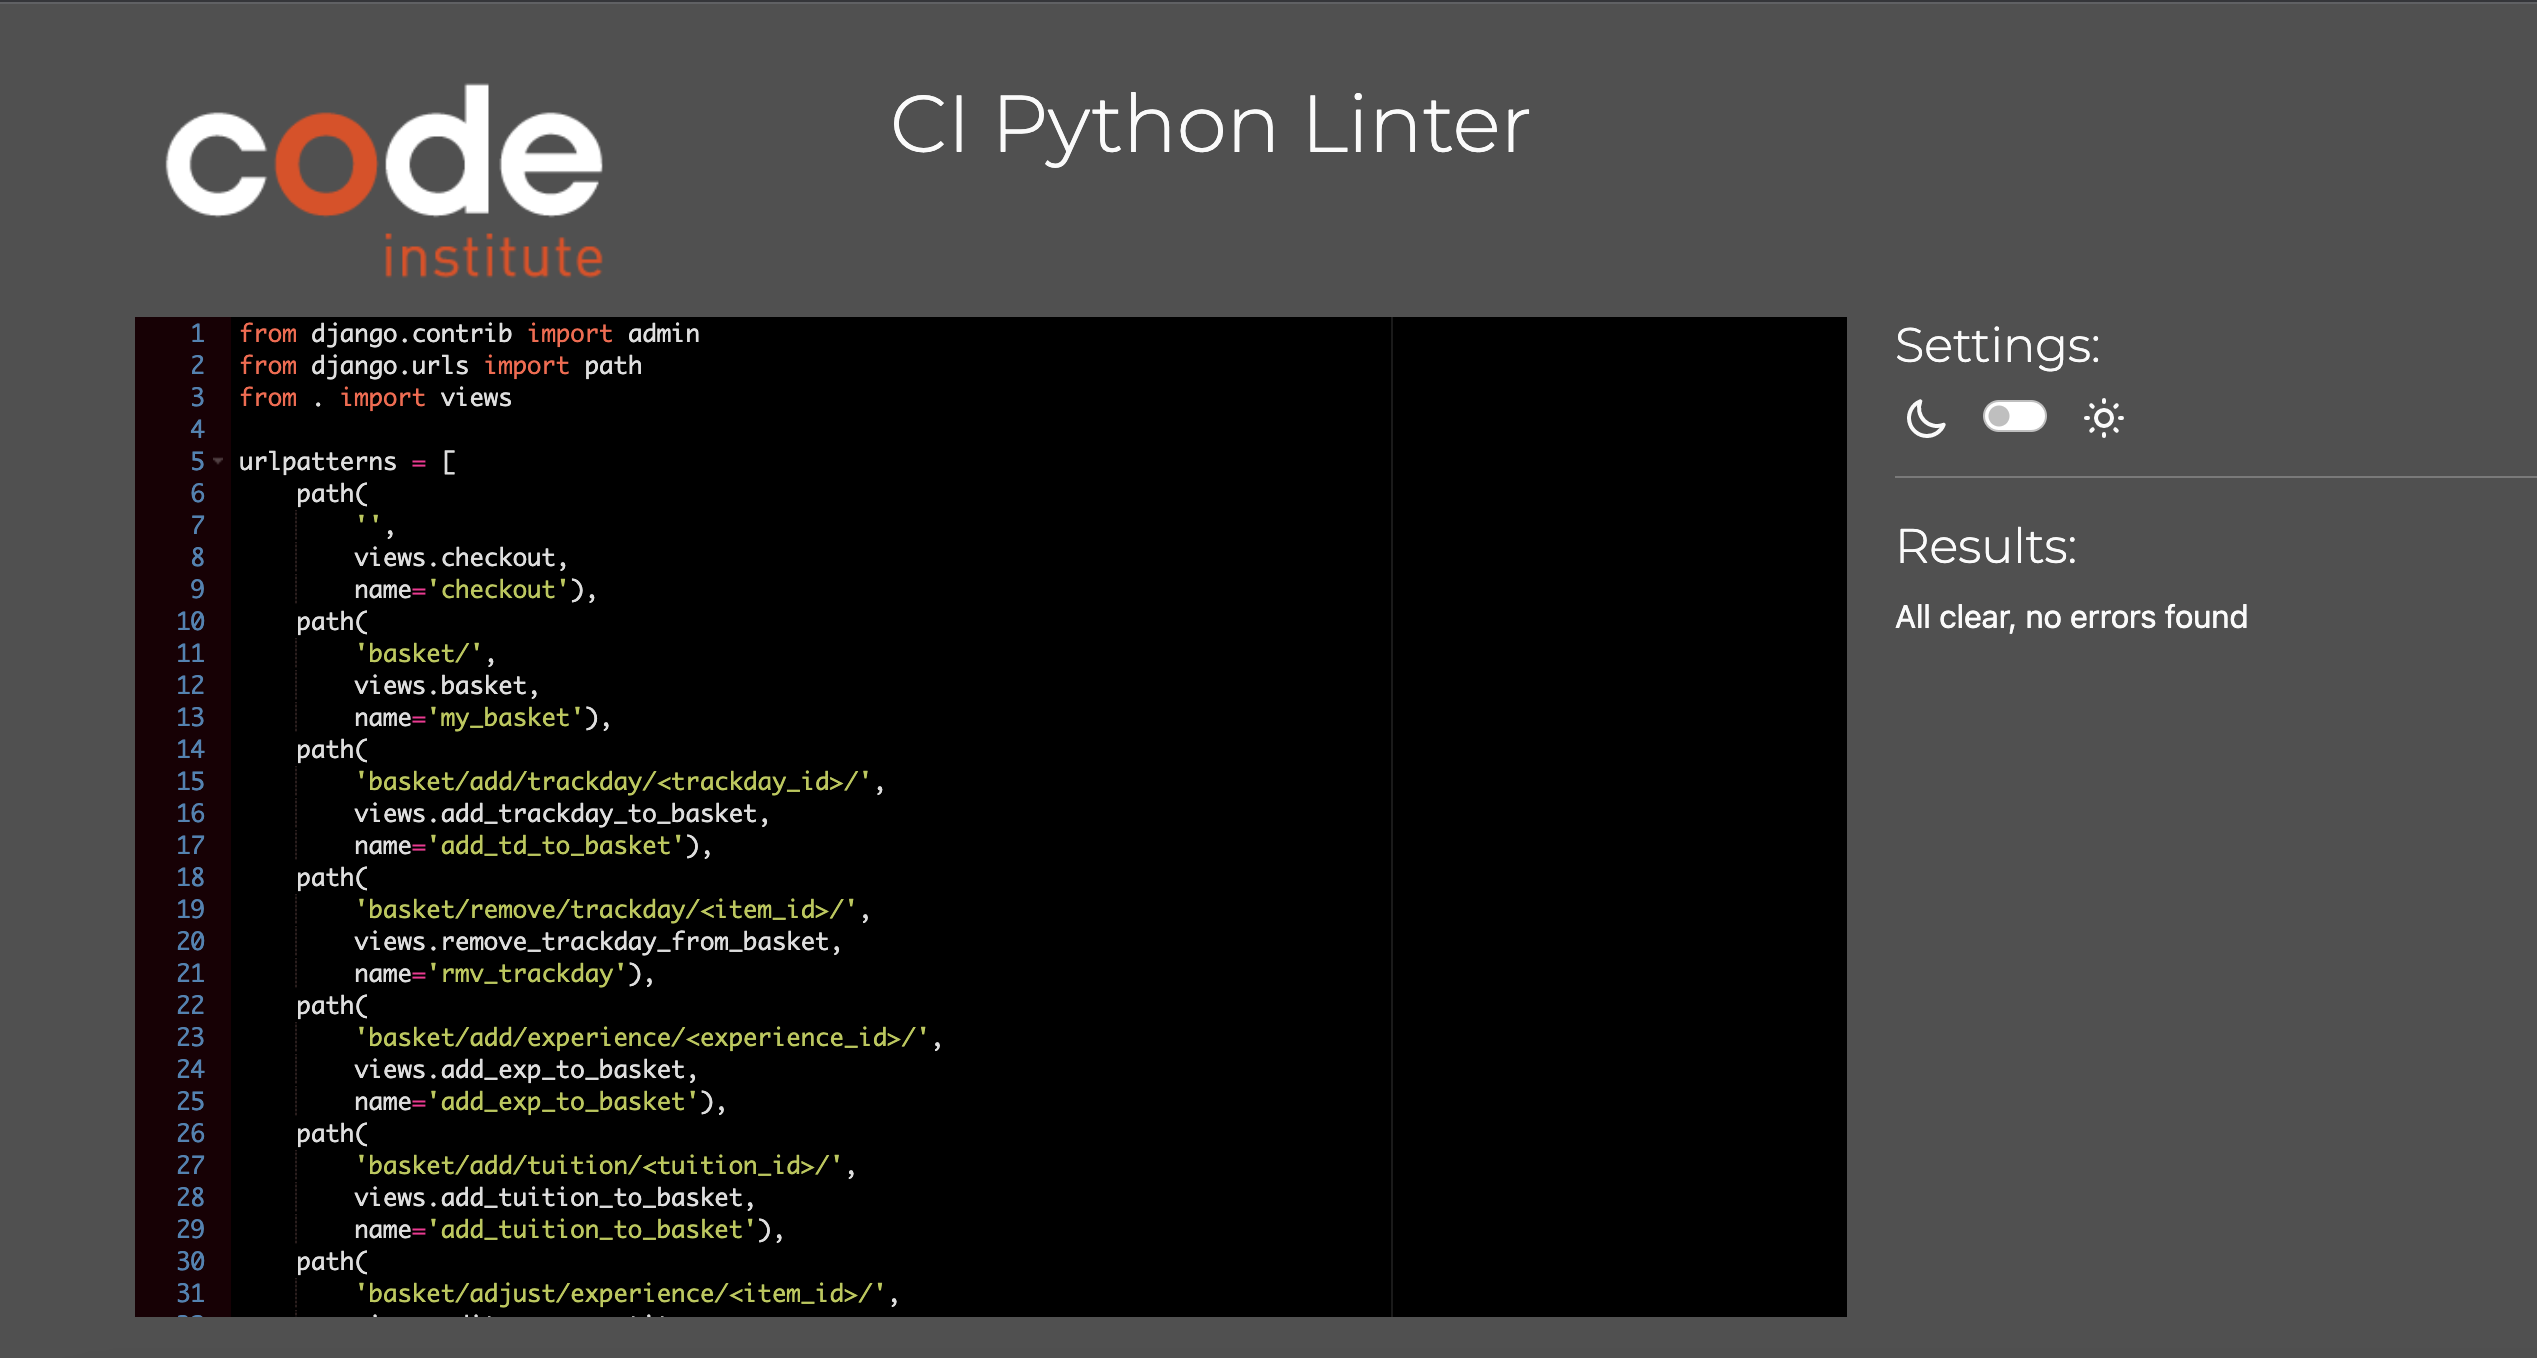 code
institute
CI Python Linter
1 from django.contrib import admin
2 from django.urls import path
3 from . import views
4
5 urlpatterns = [
6     path(
7         '',
8         views.checkout,
9         name='checkout'),
10     path(
11         'basket/',
12         views.basket,
13         name='my_basket'),
14     path(
15         'basket/add/trackday/<trackday_id>/',
16         views.add_trackday_to_basket,
17         name='add_td_to_basket'),
18     path(
19         'basket/remove/trackday/<item_id>/',
20         views.remove_trackday_from_basket,
21         name='rmv_trackday'),
22     path(
23         'basket/add/experience/<experience_id>/',
24         views.add_exp_to_basket,
25         name='add_exp_to_basket'),
26     path(
27         'basket/add/tuition/<tuition_id>/',
28         views.add_tuition_to_basket,
29         name='add_tuition_to_basket'),
30     path(
31         'basket/adjust/experience/<item_id>/',
Settings:
Results:
All clear, no errors found